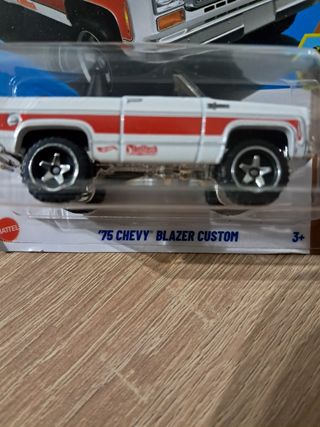 MATTEL
'75 CHEVY BLAZER CUSTOM
3+